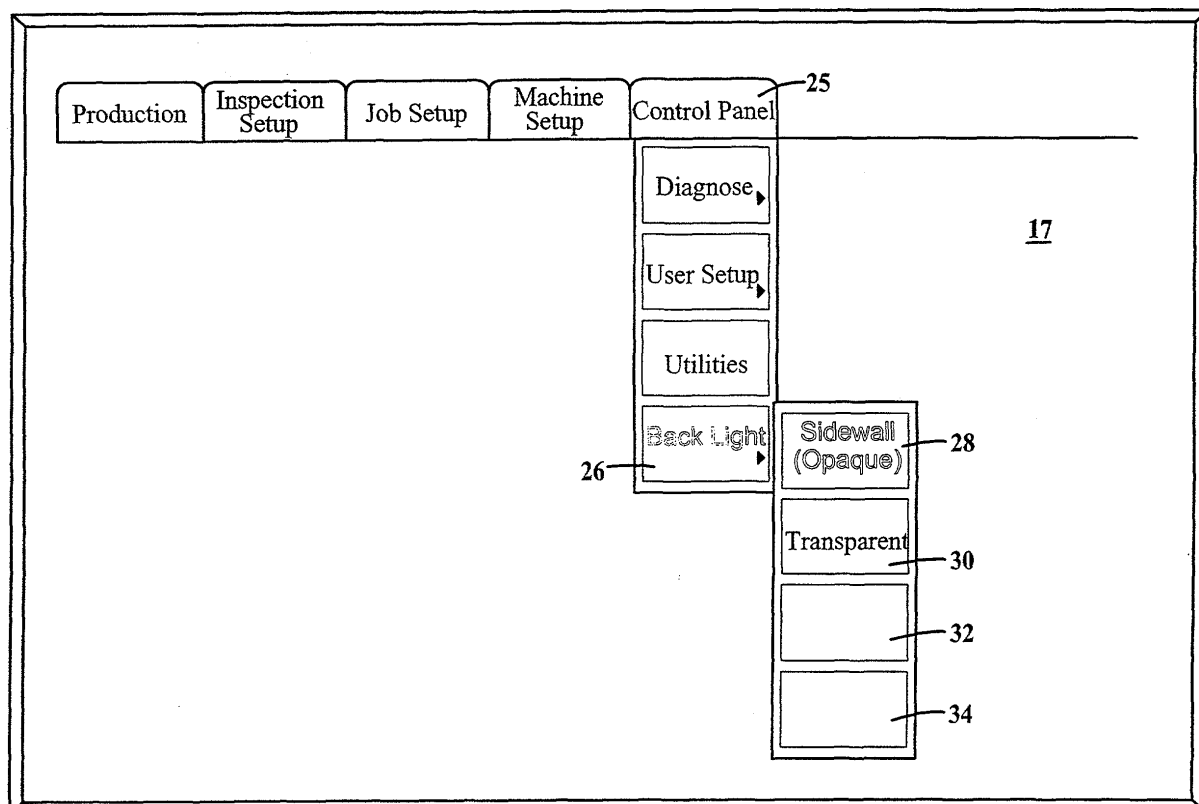 Production
Inspection
Setup
Job Setup
Machine
Setup
Control Panel
25
Diagnose
17
User Setup
Utilities
Back Light
26
Sidewall
(Opaque)
28
Transparent
30
32
34